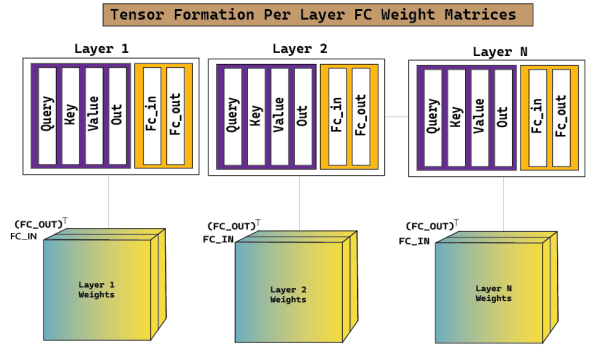 Tensor Formation Per Layer FC Weight Matrices
Layer 1
Layer 2
Layer N
Query
Key
Value
Out
Fc_in
Fc_out
Query
Key
Value
Out
Fc_in
Fc_out
Query
Key
Value
Out
Fc_in
Fc_out
(FC_OUT)ᵀ
FC_IN
Layer 1
Weights
(FC_OUT)ᵀ
FC_IN
Layer 2
Weights
(FC_OUT)ᵀ
FC_IN
Layer N
Weights